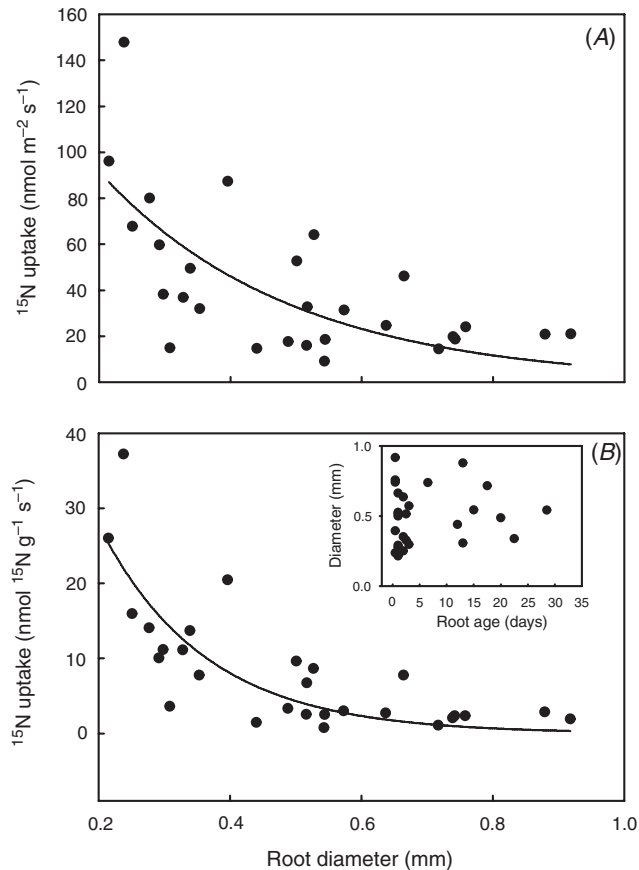 (A)
160
140
120
100
80
60
40
20
0
¹⁵N uptake (nmol m⁻² s⁻¹)
(B)
40
30
20
10
0
¹⁵N uptake (nmol ¹⁵N g⁻¹ s⁻¹)
1.0
0.5
0.0
Diameter (mm)
0 5 10 15 20 25 30 35
Root age (days)
0.2 0.4 0.6 0.8 1.0
Root diameter (mm)